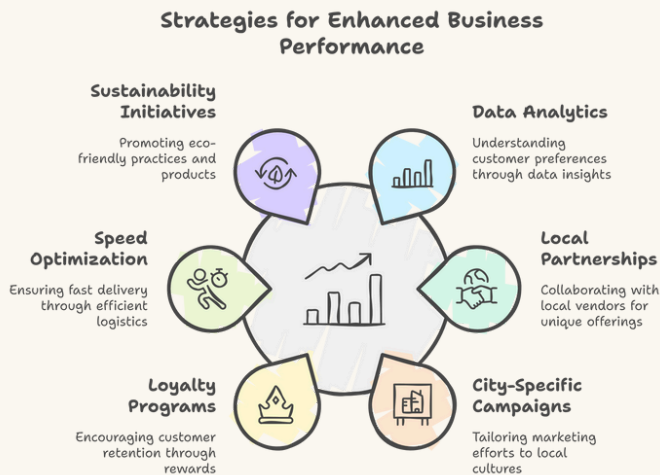 Strategies for Enhanced Business
Performance
Sustainability
Initiatives
Promoting eco-
friendly practices and
products
Data Analytics
Understanding
customer preferences
through data insights
Speed
Optimization
Ensuring fast delivery
through efficient
logistics
Local
Partnerships
Collaborating with
local vendors for
unique offerings
Loyalty
Programs
Encouraging customer
retention through
rewards
City-Specific
Campaigns
Tailoring marketing
efforts to local
cultures